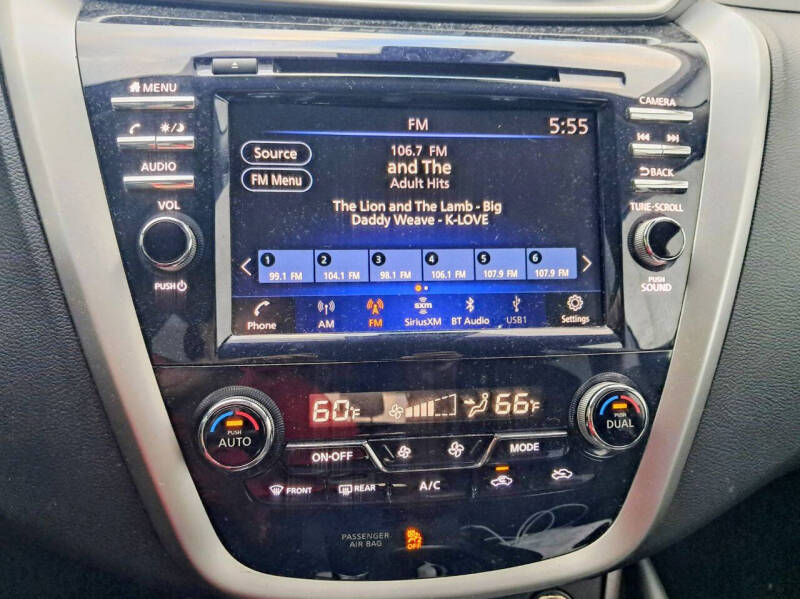 MENU
AUDIO
VOL
PUSH
FM
5:55
Source
FM Menu
106.7 FM
and The
Adult Hits
The Lion and The Lamb - Big
Daddy Weave - K-LOVE
1 2 3 4 5 6
99.1 FM 104.1 FM 98.1 FM 106.1 FM 107.9 FM 107.9 FM
Phone AM FM SiriusXM BT Audio USB1 Settings
sxm
CAMERA
BACK
TUNE·SCROLL
PUSH
SOUND
60°F 66°F
PUSH
AUTO
PUSH
DUAL
ON·OFF MODE
FRONT REAR A/C
PASSENGER
AIR BAG
OFF